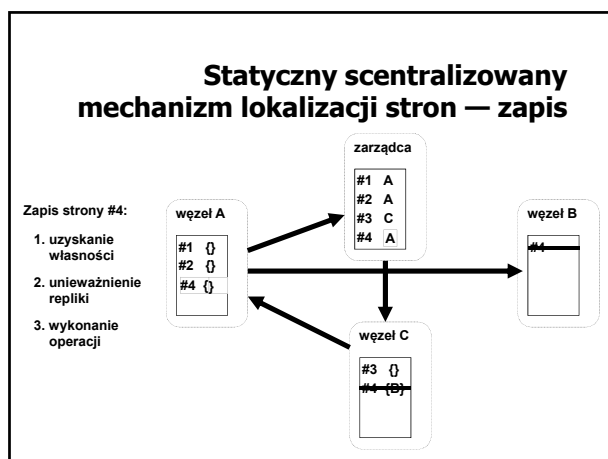 Statyczny scentralizowany
mechanizm lokalizacji stron — zapis
zarządca
#1 A
#2 A
#3 C
#4 A
Zapis strony #4:
1. uzyskanie
własności
2. unieważnienie
repliki
3. wykonanie
operacji
węzeł A
#1 {}
#2 {}
#4 {}
węzeł B
#4
węzeł C
#3 {}
#4 {B}